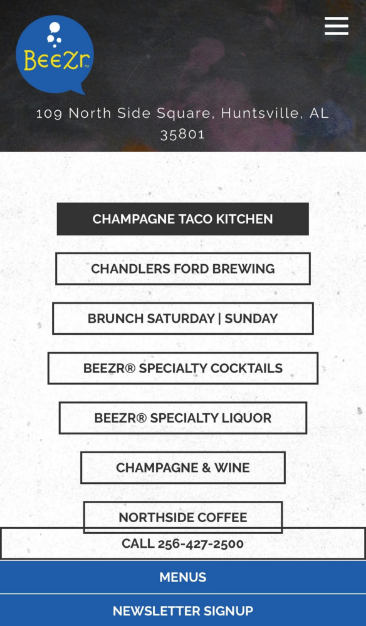 BeeZr
109 North Side Square, Huntsville, AL
35801
CHAMPAGNE TACO KITCHEN
CHANDLERS FORD BREWING
BRUNCH SATURDAY | SUNDAY
BEEZR® SPECIALTY COCKTAILS
BEEZR® SPECIALTY LIQUOR
CHAMPAGNE & WINE
NORTHSIDE COFFEE
CALL 256-427-2500
MENUS
NEWSLETTER SIGNUP